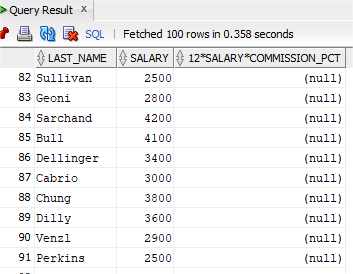 Query Result ×
SQL | Fetched 100 rows in 0.358 seconds
LAST_NAME SALARY 12*SALARY*COMMISSION_PCT
82 Sullivan 2500 (null)
83 Geoni 2800 (null)
84 Sarchand 4200 (null)
85 Bull 4100 (null)
86 Dellinger 3400 (null)
87 Cabrio 3000 (null)
88 Chung 3800 (null)
89 Dilly 3600 (null)
90 Venzl 2900 (null)
91 Perkins 2500 (null)